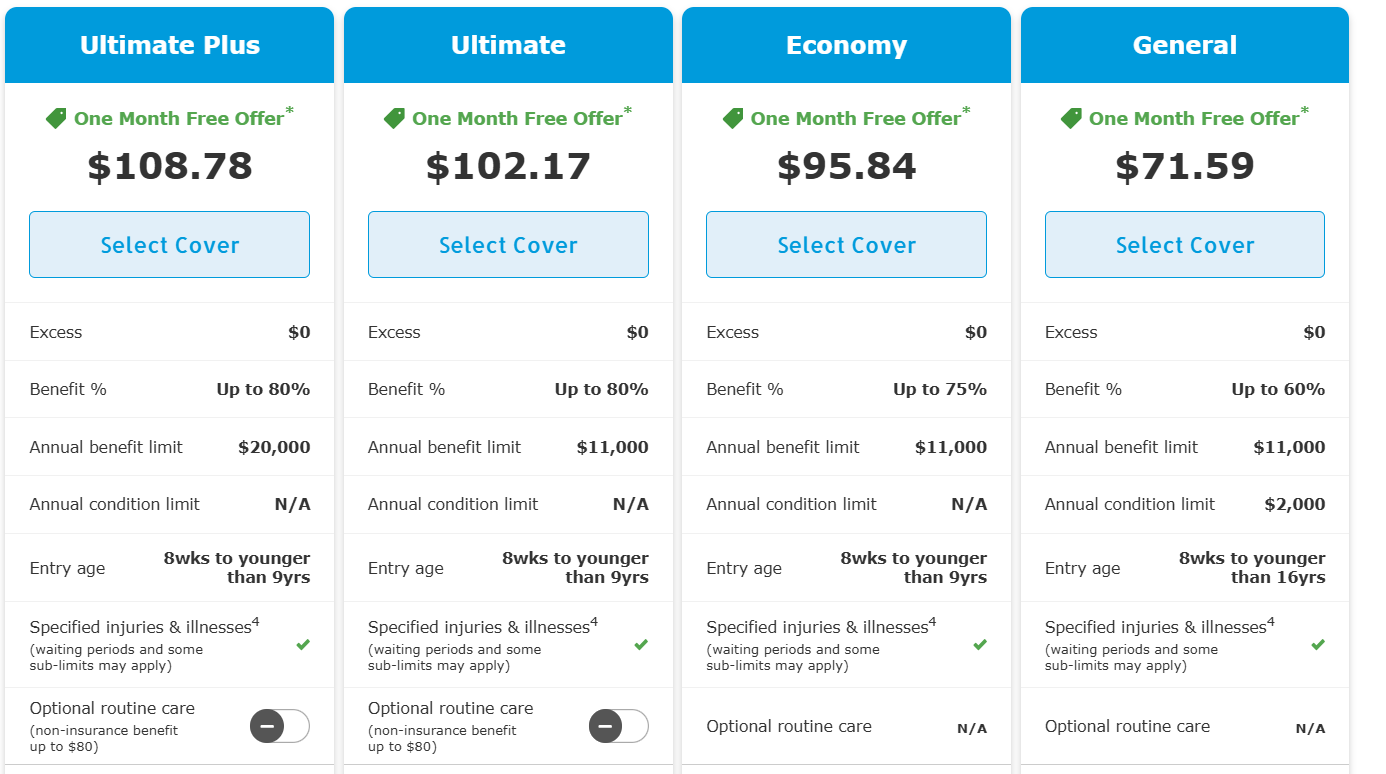 Ultimate Plus
One Month Free Offer*
$108.78
Select Cover
Excess $0
Benefit % Up to 80%
Annual benefit limit $20,000
Annual condition limit N/A
Entry age 8wks to younger
than 9yrs
Specified injuries & illnesses4
(waiting periods and some
sub-limits may apply)
Optional routine care
(non-insurance benefit
up to $80)
Ultimate
One Month Free Offer*
$102.17
Select Cover
Excess $0
Benefit % Up to 80%
Annual benefit limit $11,000
Annual condition limit N/A
Entry age 8wks to younger
than 9yrs
Specified injuries & illnesses4
(waiting periods and some
sub-limits may apply)
Optional routine care
(non-insurance benefit
up to $80)
Economy
One Month Free Offer*
$95.84
Select Cover
Excess $0
Benefit % Up to 75%
Annual benefit limit $11,000
Annual condition limit N/A
Entry age 8wks to younger
than 9yrs
Specified injuries & illnesses4
(waiting periods and some
sub-limits may apply)
Optional routine care N/A
General
One Month Free Offer*
$71.59
Select Cover
Excess $0
Benefit % Up to 60%
Annual benefit limit $11,000
Annual condition limit $2,000
Entry age 8wks to younger
than 16yrs
Specified injuries & illnesses4
(waiting periods and some
sub-limits may apply)
Optional routine care N/A